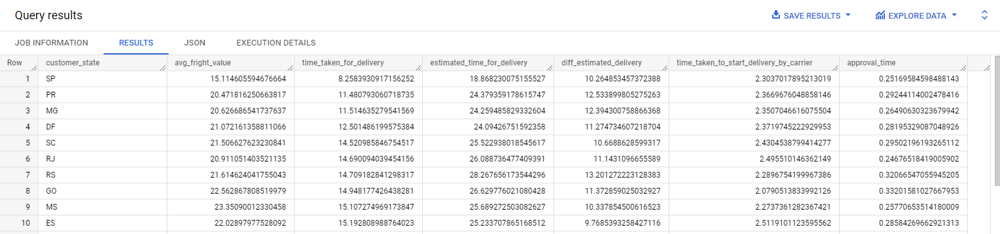 Query results SAVE RESULTS EXPLORE DATA
JOB INFORMATION RESULTS JSON EXECUTION DETAILS
Row customer_state avg_fright_value time_taken_for_delivery estimated_time_for_delivery diff_estimated_delivery time_taken_to_start_delivery_by_carrier approval_time
1 SP 15.114605594676664 8.2583930917156252 18.868230075155527 10.264853457372388 2.3037017895213019 0.25169584598488143
2 PR 20.471816250663817 11.480793060718735 24.379359178615747 12.533899805275263 2.3669676048858146 0.29244114002478416
3 MG 20.626686541737637 11.514635279541569 24.259485829332604 12.394300758866368 2.3507046616075504 0.26490630323679942
4 DF 21.072161358811066 12.501486199575384 24.09426751592358 11.274734607218704 2.3719745222929953 0.28195329087048926
5 SC 21.506627623230841 14.520985846754517 25.522938018545617 10.6688628599317 2.4304538799414277 0.29502196193265112
6 RJ 20.911051403521135 14.690094039454156 26.088736477409391 11.1431096655589 2.495510146362149 0.24676518419005902
7 RS 21.614624041755043 14.709182841298317 28.267656173544296 13.201272223128383 2.2896754199967386 0.32066547055945205
8 GO 22.562867808519979 14.948177426438281 26.629776021080428 11.372859025032927 2.0790513833992126 0.33201581027667953
9 MS 23.35090012330458 15.107274969173847 25.689272503082627 10.337854500616523 2.2737361282367421 0.25770653514180009
10 ES 22.02897977528092 15.192808988764023 25.233707865168512 9.7685393258427116 2.5119101123595562 0.28584269662921313